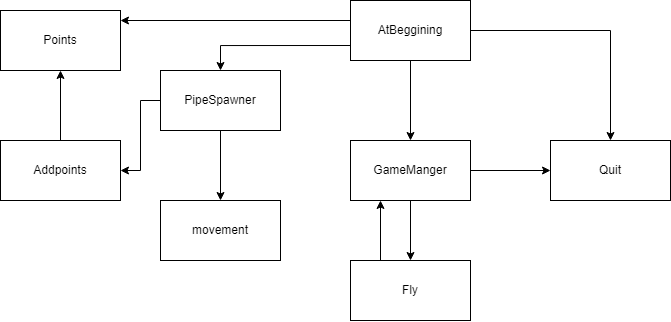 AtBeggining
Points
PipeSpawner
Addpoints
GameManger
Quit
movement
Fly